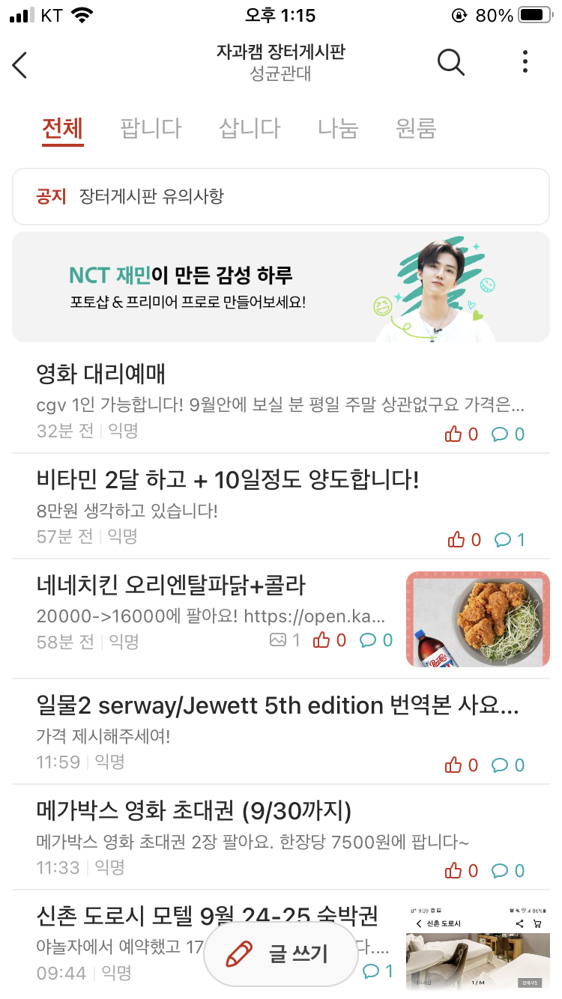 KT 오후 1:15 80%
자과캠 장터게시판
성균관대
전체 팝니다 삽니다 나눔 원룸
공지 장터게시판 유의사항
NCT 재민이 만든 감성 하루
포토샵 & 프리미어 프로로 만들어보세요!
영화 대리예매
cgv 1인 가능합니다! 9월안에 보실 분 평일 주말 상관없구요 가격은...
32분 전 익명 0 0
비타민 2달 하고 + 10일정도 양도합니다!
8만원 생각하고 있습니다!
57분 전 익명 0 1
네네치킨 오리엔탈파닭+콜라
20000->16000에 팔아요! https://open.ka...
58분 전 익명 1 0 0
일물2 serway/Jewett 5th edition 번역본 사요...
가격 제시해주세여!
11:59 익명 0 0
메가박스 영화 초대권 (9/30까지)
메가박스 영화 초대권 2장 팔아요. 한장당 7500원에 팝니다~
11:33 익명 0 0
신촌 도로시 모텔 9월 24-25 숙박권
야놀자에서 예약했고 17 다....
09:44 익명 1
글 쓰기
U+ 9:39 86%
신촌 도로시
1 / 64